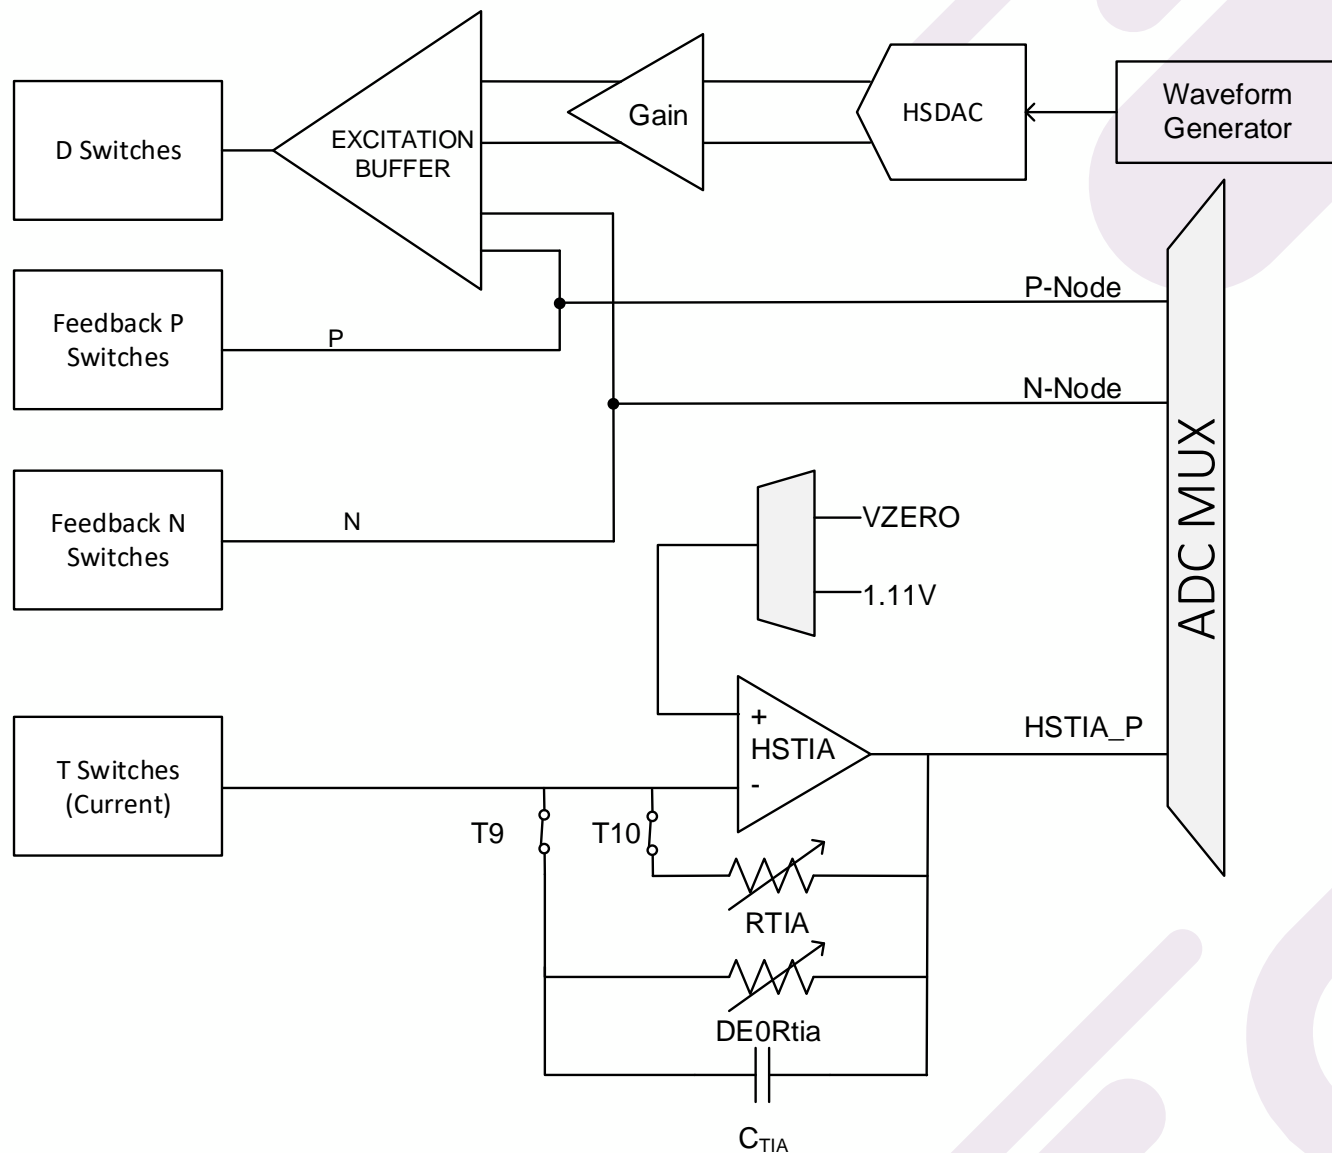 Waveform
Generator
HSDAC
Gain
EXCITATION
BUFFER
D Switches
P-Node
Feedback P
Switches
P
N-Node
ADC MUX
VZERO
Feedback N
Switches
N
1.11V
+
HSTIA
-
HSTIA_P
T Switches
(Current)
T9
T10
RTIA
DE0Rtia
CTIA